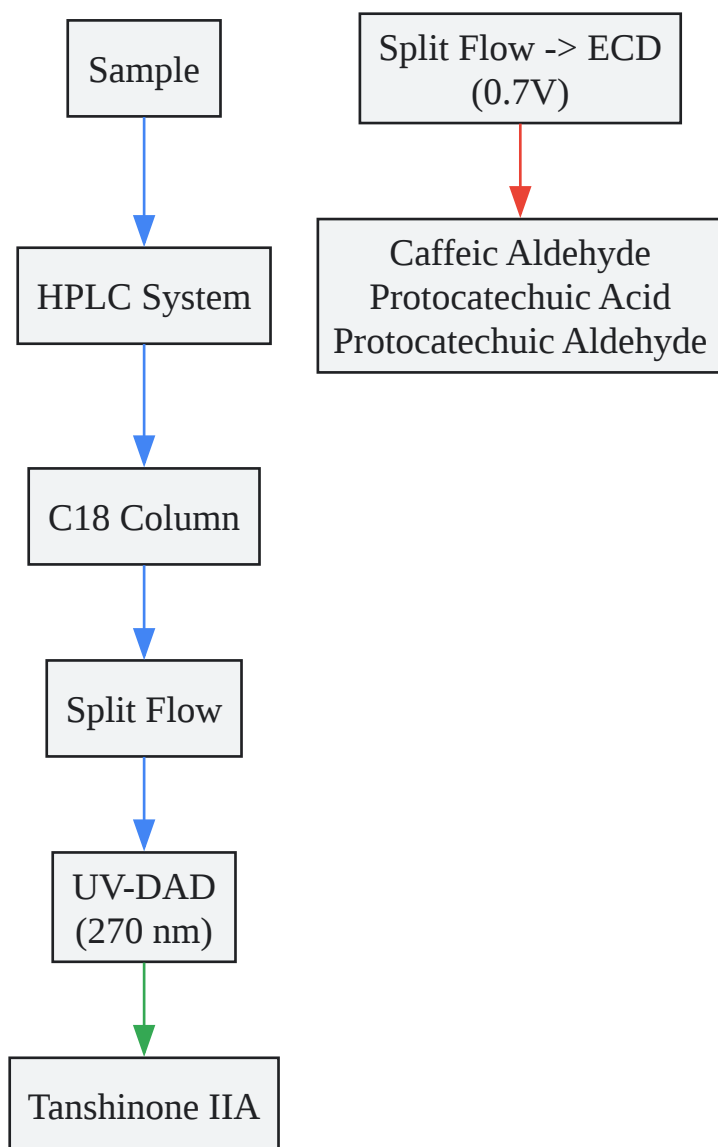 Sample
HPLC System
C18 Column
Split Flow
UV-DAD
(270 nm)
Tanshinone IIA
Split Flow -> ECD
(0.7V)
Caffeic Aldehyde
Protocatechuic Acid
Protocatechuic Aldehyde